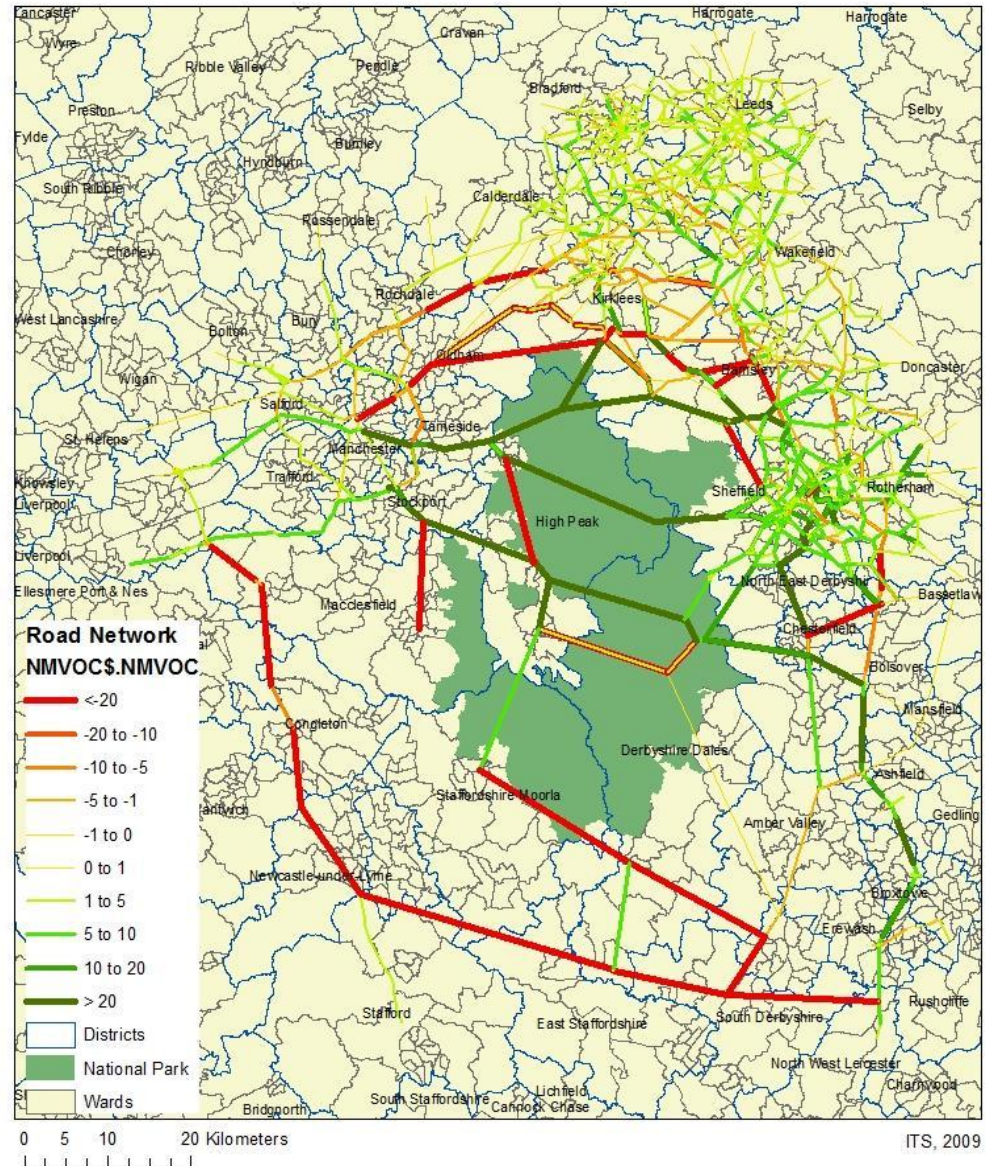 Lancaster
Harrogate
Harrogate
Wyre
Craven
Ribble Valley
Pendle
Bradford
Leeds
Preston
Selby
Fylde
Burnley
Hyndburn
South Ribble
Calderdale
Rossendale
Chorley
Wakefield
Rochdale
Kirklees
West Lancashire
Bolton
Bury
Oldham
Wigan
Barnsley
Doncaster
Salford
Tameside
St. Helens
Manchester
Trafford
Knowsley
Sheffield
Rotherham
Liverpool
Stockport
High Peak
Liverpool
North East Derbyshir
Ellesmere Port & Nes
Macclesfield
Bassetlaw
Chesterfield
Road Network
NMVOC$.NMVOC
<-20
-20 to -10
-10 to -5
-5 to -1
-1 to 0
0 to 1
1 to 5
5 to 10
10 to 20
> 20
Districts
National Park
Wards
al
Bolsover
Congleton
Mansfield
Derbyshire Dales
Ashfield
Staffordshire Moorla
antwich
Amber Valley
Gedling
Newcastle-under-Lyme
Broxtowe
Erewash
Stafford
East Staffordshire
South Derbyshire
Rushcliffe
North West Leicester
Lichfield
Charnwood
South Staffordshire
Cannock Chase
Bridgnorth
0 5 10 20 Kilometers
ITS, 2009